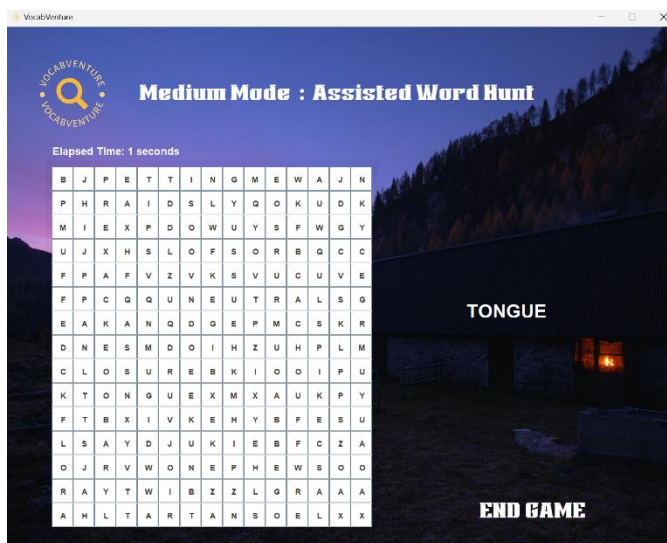 VocabVenture
VOCABVENTURE
VOCABVENTURE
Medium Mode : Assisted Word Hunt
Elapsed Time: 1 seconds
B J P E T T I N G M E W A J N
P H R A I D S L Y Q O K U D K
M I E X P D O W U Y S F W G Y
U J X H S L O F S O R B Q C C
F P A F V Z V K S V U C U V E
F P C Q Q U N E U T R A L S G
E A K A N Q D G E P M C S K R
D N E S M D O I H Z U H P L M
C L O S U R E B K I O O I P U
K T O N G U E X M X A U K P Y
F T B X I V K E H Y B F E S U
L S A Y D J U K I E B F C Z A
O J R V W O N E P H E W S O O
R A Y T W I B Z Z L G R A A A
A H L T A R T A N S O E L X X
TONGUE
END GAME